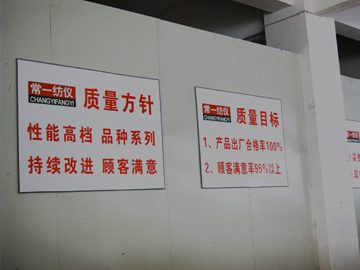 常一纺仪
CHANGYIFANGYI
质量方针
性能高档 品种系列
持续改进 顾客满意
常一纺仪
CHANGYIFANGYI
质量目标
1、产品出厂合格率100%
2、顾客满意率95%以上